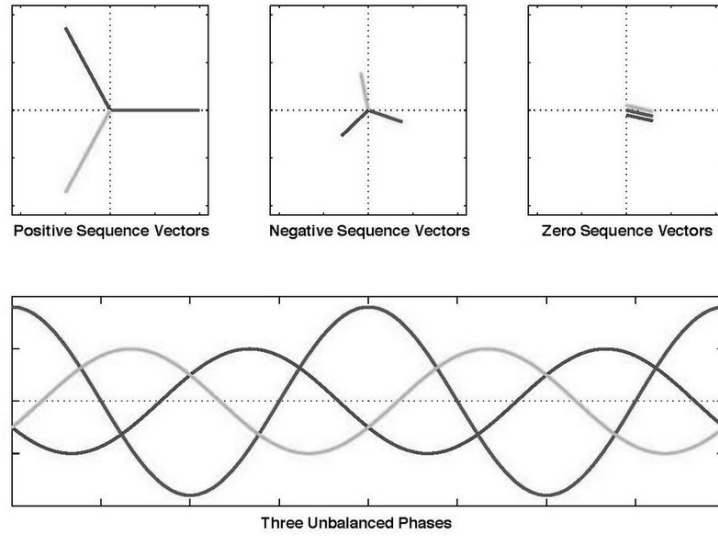 Positive Sequence Vectors
Negative Sequence Vectors
Zero Sequence Vectors
Three Unbalanced Phases